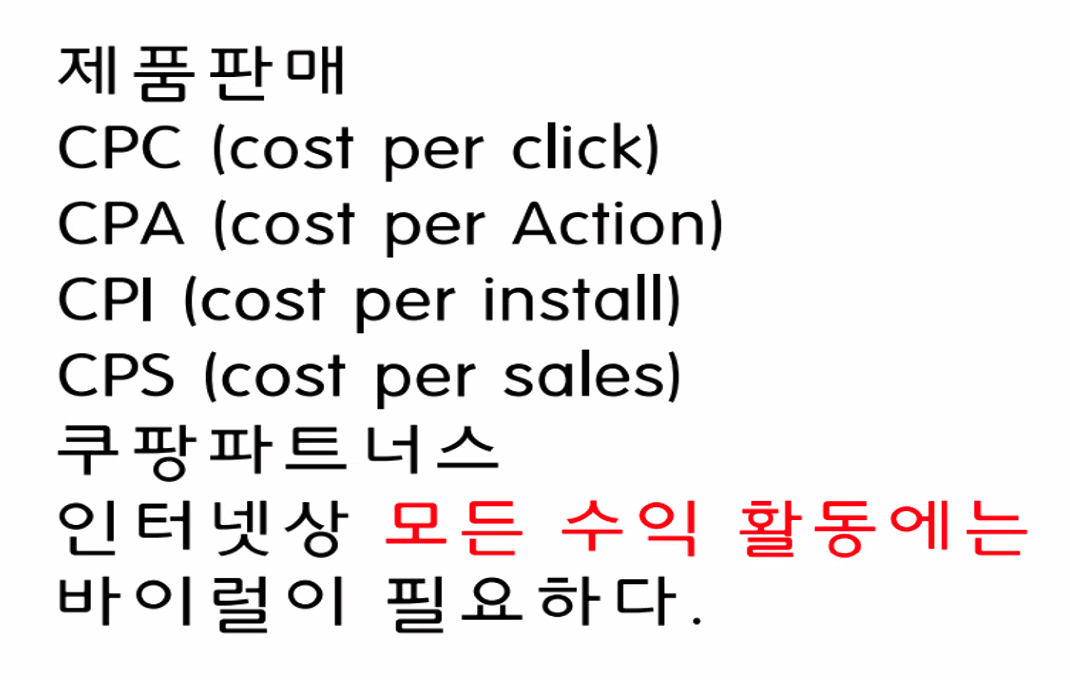 제품판매
CPC (cost per click)
CPA (cost per Action)
CPI (cost per install)
CPS (cost per sales)
쿠팡파트너스
인터넷상 모든 수익 활동에는
바이럴이 필요하다.